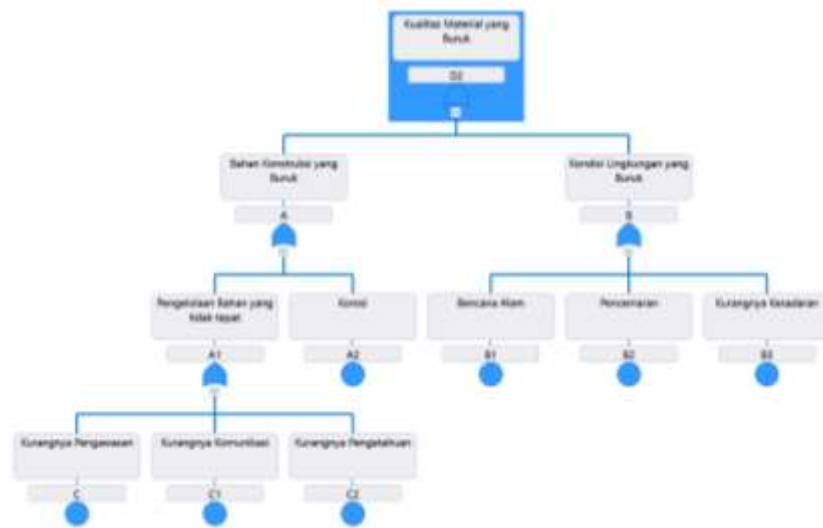 Kualitas Material yang
Buruk
D2
Bahan Konstruksi yang
Buruk
Kondisi Lingkungan yang
Buruk
A
B
Pengelolaan Bahan yang
tidak tepat
Korosi
Bencana Alam
Pencemaran
Kurangnya Kesadaran
A1
A2
B1
B2
B3
Kurangnya Pengawasan
Kurangnya Komunikasi
Kurangnya Pengetahuan
C
C1
C2